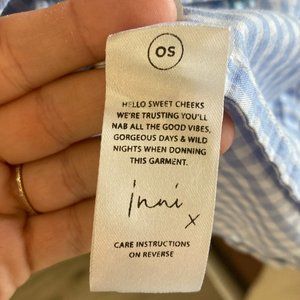 OS
HELLO SWEET CHEEKS
WE'RE TRUSTING YOU'LL
NAB ALL THE GOOD VIBES,
GORGEOUS DAYS & WILD
NIGHTS WHEN DONNING
THIS GARMENT.
Inni
x
CARE INSTRUCTIONS
ON REVERSE